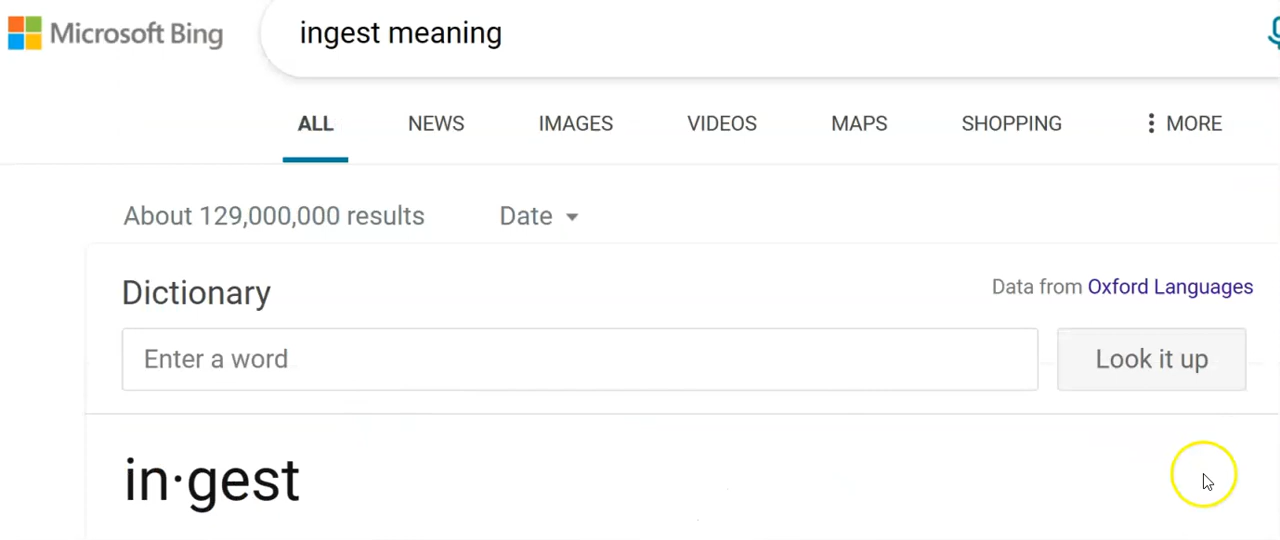 Microsoft Bing
ingest meaning
ALL NEWS IMAGES VIDEOS MAPS SHOPPING MORE
About 129,000,000 results Date
Dictionary
Data from Oxford Languages
Enter a word Look it up
in·gest